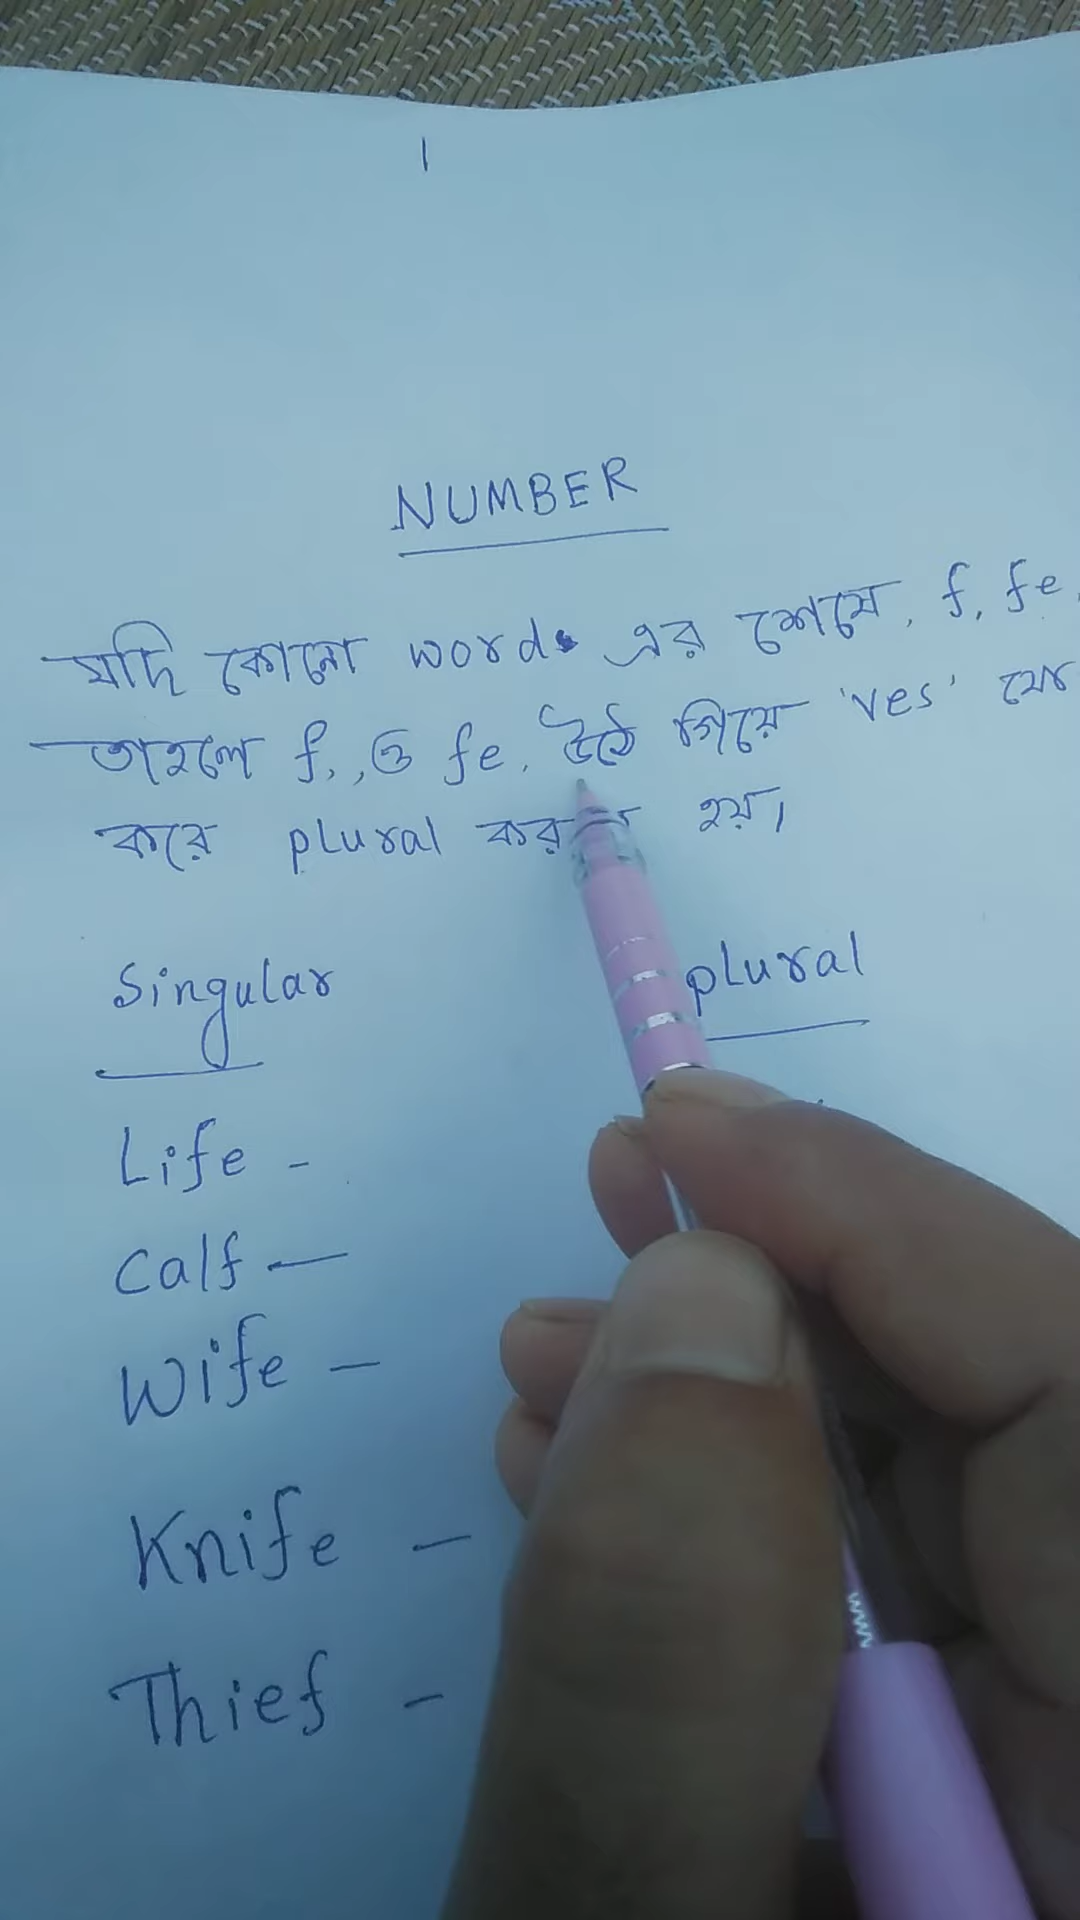 NUMBER
যদি কোনো word এর শেষে, f, fe,
তাহলে f, ও fe, উঠে গিয়ে 'ves' যোগ
করে plural করতে হয়।
Singular plural
Life -
Calf —
Wife —
Knife —
Thief -